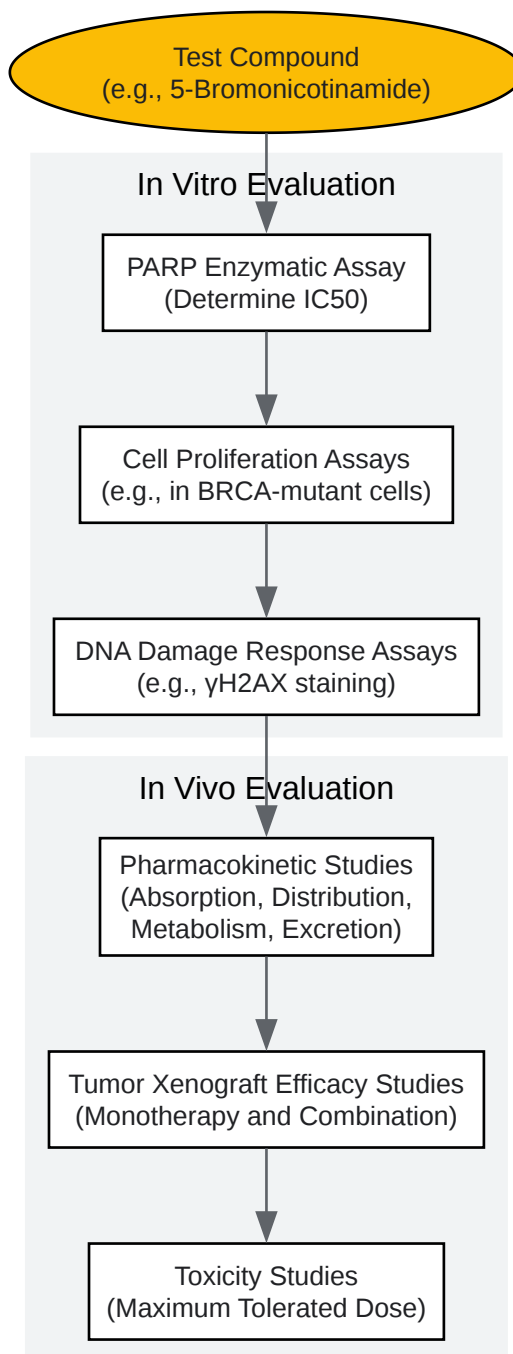 Test Compound
(e.g., 5-Bromonicotinamide)
In Vitro Evaluation
PARP Enzymatic Assay
(Determine IC50)
Cell Proliferation Assays
(e.g., in BRCA-mutant cells)
DNA Damage Response Assays
(e.g., γH2AX staining)
In Vivo Evaluation
Pharmacokinetic Studies
(Absorption, Distribution,
Metabolism, Excretion)
Tumor Xenograft Efficacy Studies
(Monotherapy and Combination)
Toxicity Studies
(Maximum Tolerated Dose)